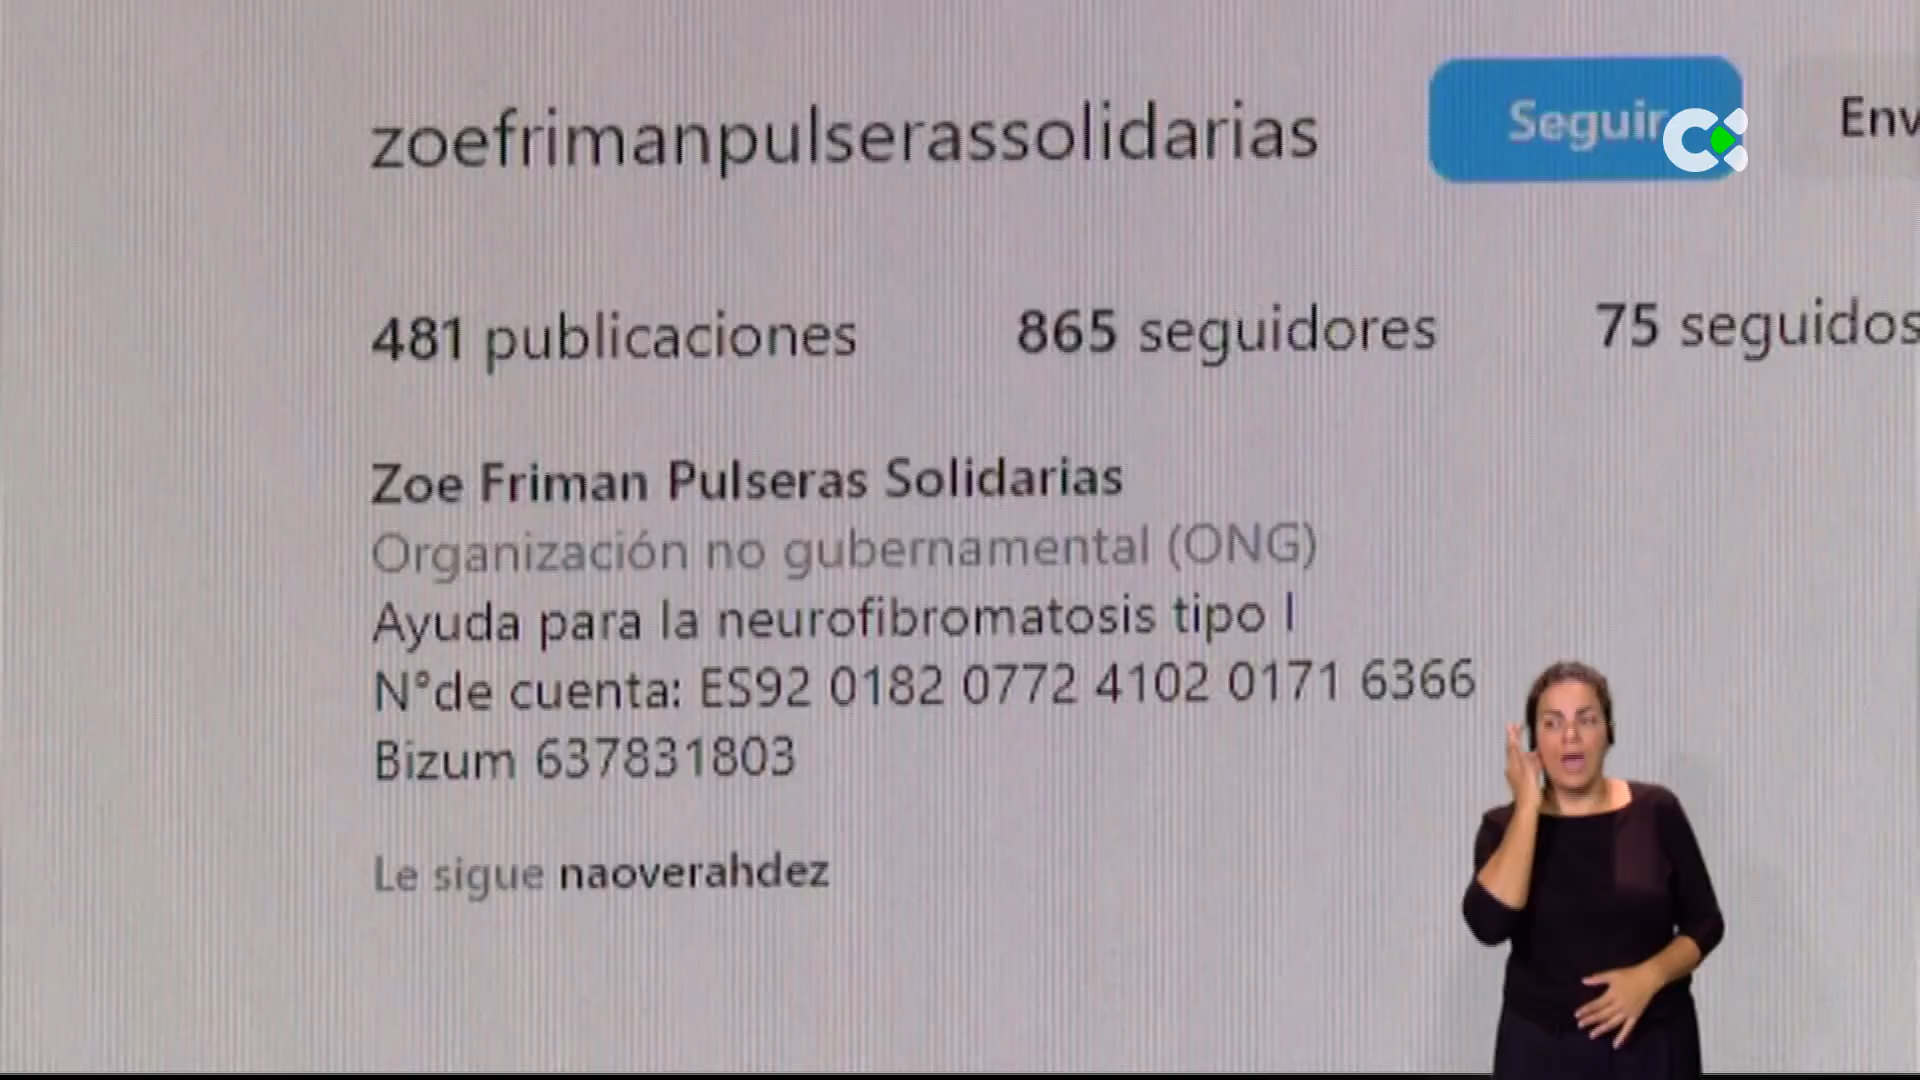 zoefrimanpulserassolidarias
Seguir
Env
481 publicaciones 865 seguidores 75 seguidos
Zoe Friman Pulseras Solidarias
Organización no gubernamental (ONG)
Ayuda para la neurofibromatosis tipo I
N°de cuenta: ES92 0182 0772 4102 0171 6366
Bizum 637831803
Le sigue naoverahdez